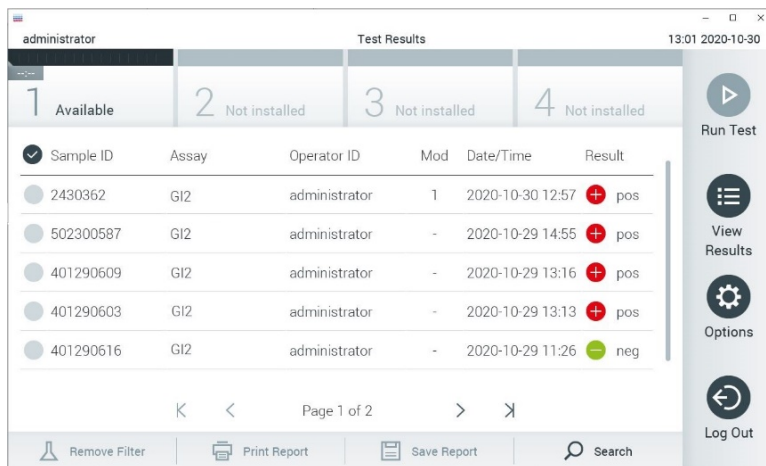 administrator Test Results 13:01 2020-10-30
--:--
1 Available 2 Not installed 3 Not installed 4 Not installed
Run Test
Sample ID Assay Operator ID Mod Date/Time Result
2430362 GI2 administrator 1 2020-10-30 12:57 pos
502300587 GI2 administrator - 2020-10-29 14:55 pos
401290609 GI2 administrator - 2020-10-29 13:16 pos
401290603 GI2 administrator - 2020-10-29 13:13 pos
401290616 GI2 administrator - 2020-10-29 11:26 neg
View
Results
Options
Page 1 of 2
Log Out
Remove Filter Print Report Save Report Search